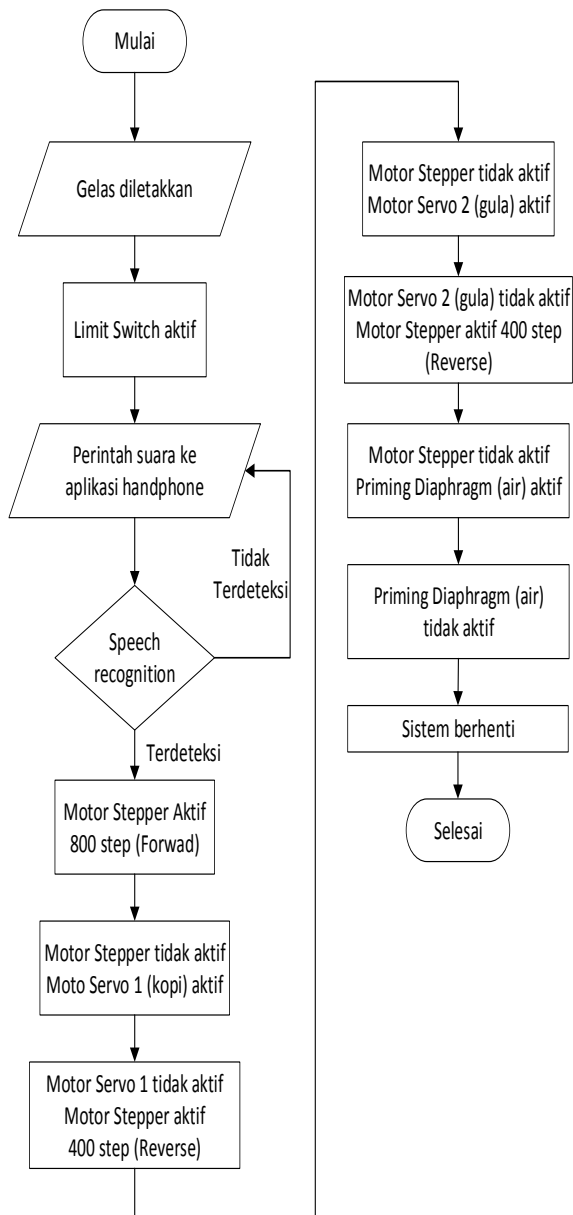 Mulai
Gelas diletakkan
Limit Switch aktif
Perintah suara ke
aplikasi handphone
Tidak
Terdeteksi
Speech
recognition
Terdeteksi
Motor Stepper Aktif
800 step (Forwad)
Motor Stepper tidak aktif
Moto Servo 1 (kopi) aktif
Motor Servo 1 tidak aktif
Motor Stepper aktif
400 step (Reverse)
Motor Stepper tidak aktif
Motor Servo 2 (gula) aktif
Motor Servo 2 (gula) tidak aktif
Motor Stepper aktif 400 step
(Reverse)
Motor Stepper tidak aktif
Priming Diaphragm (air) aktif
Priming Diaphragm (air)
tidak aktif
Sistem berhenti
Selesai